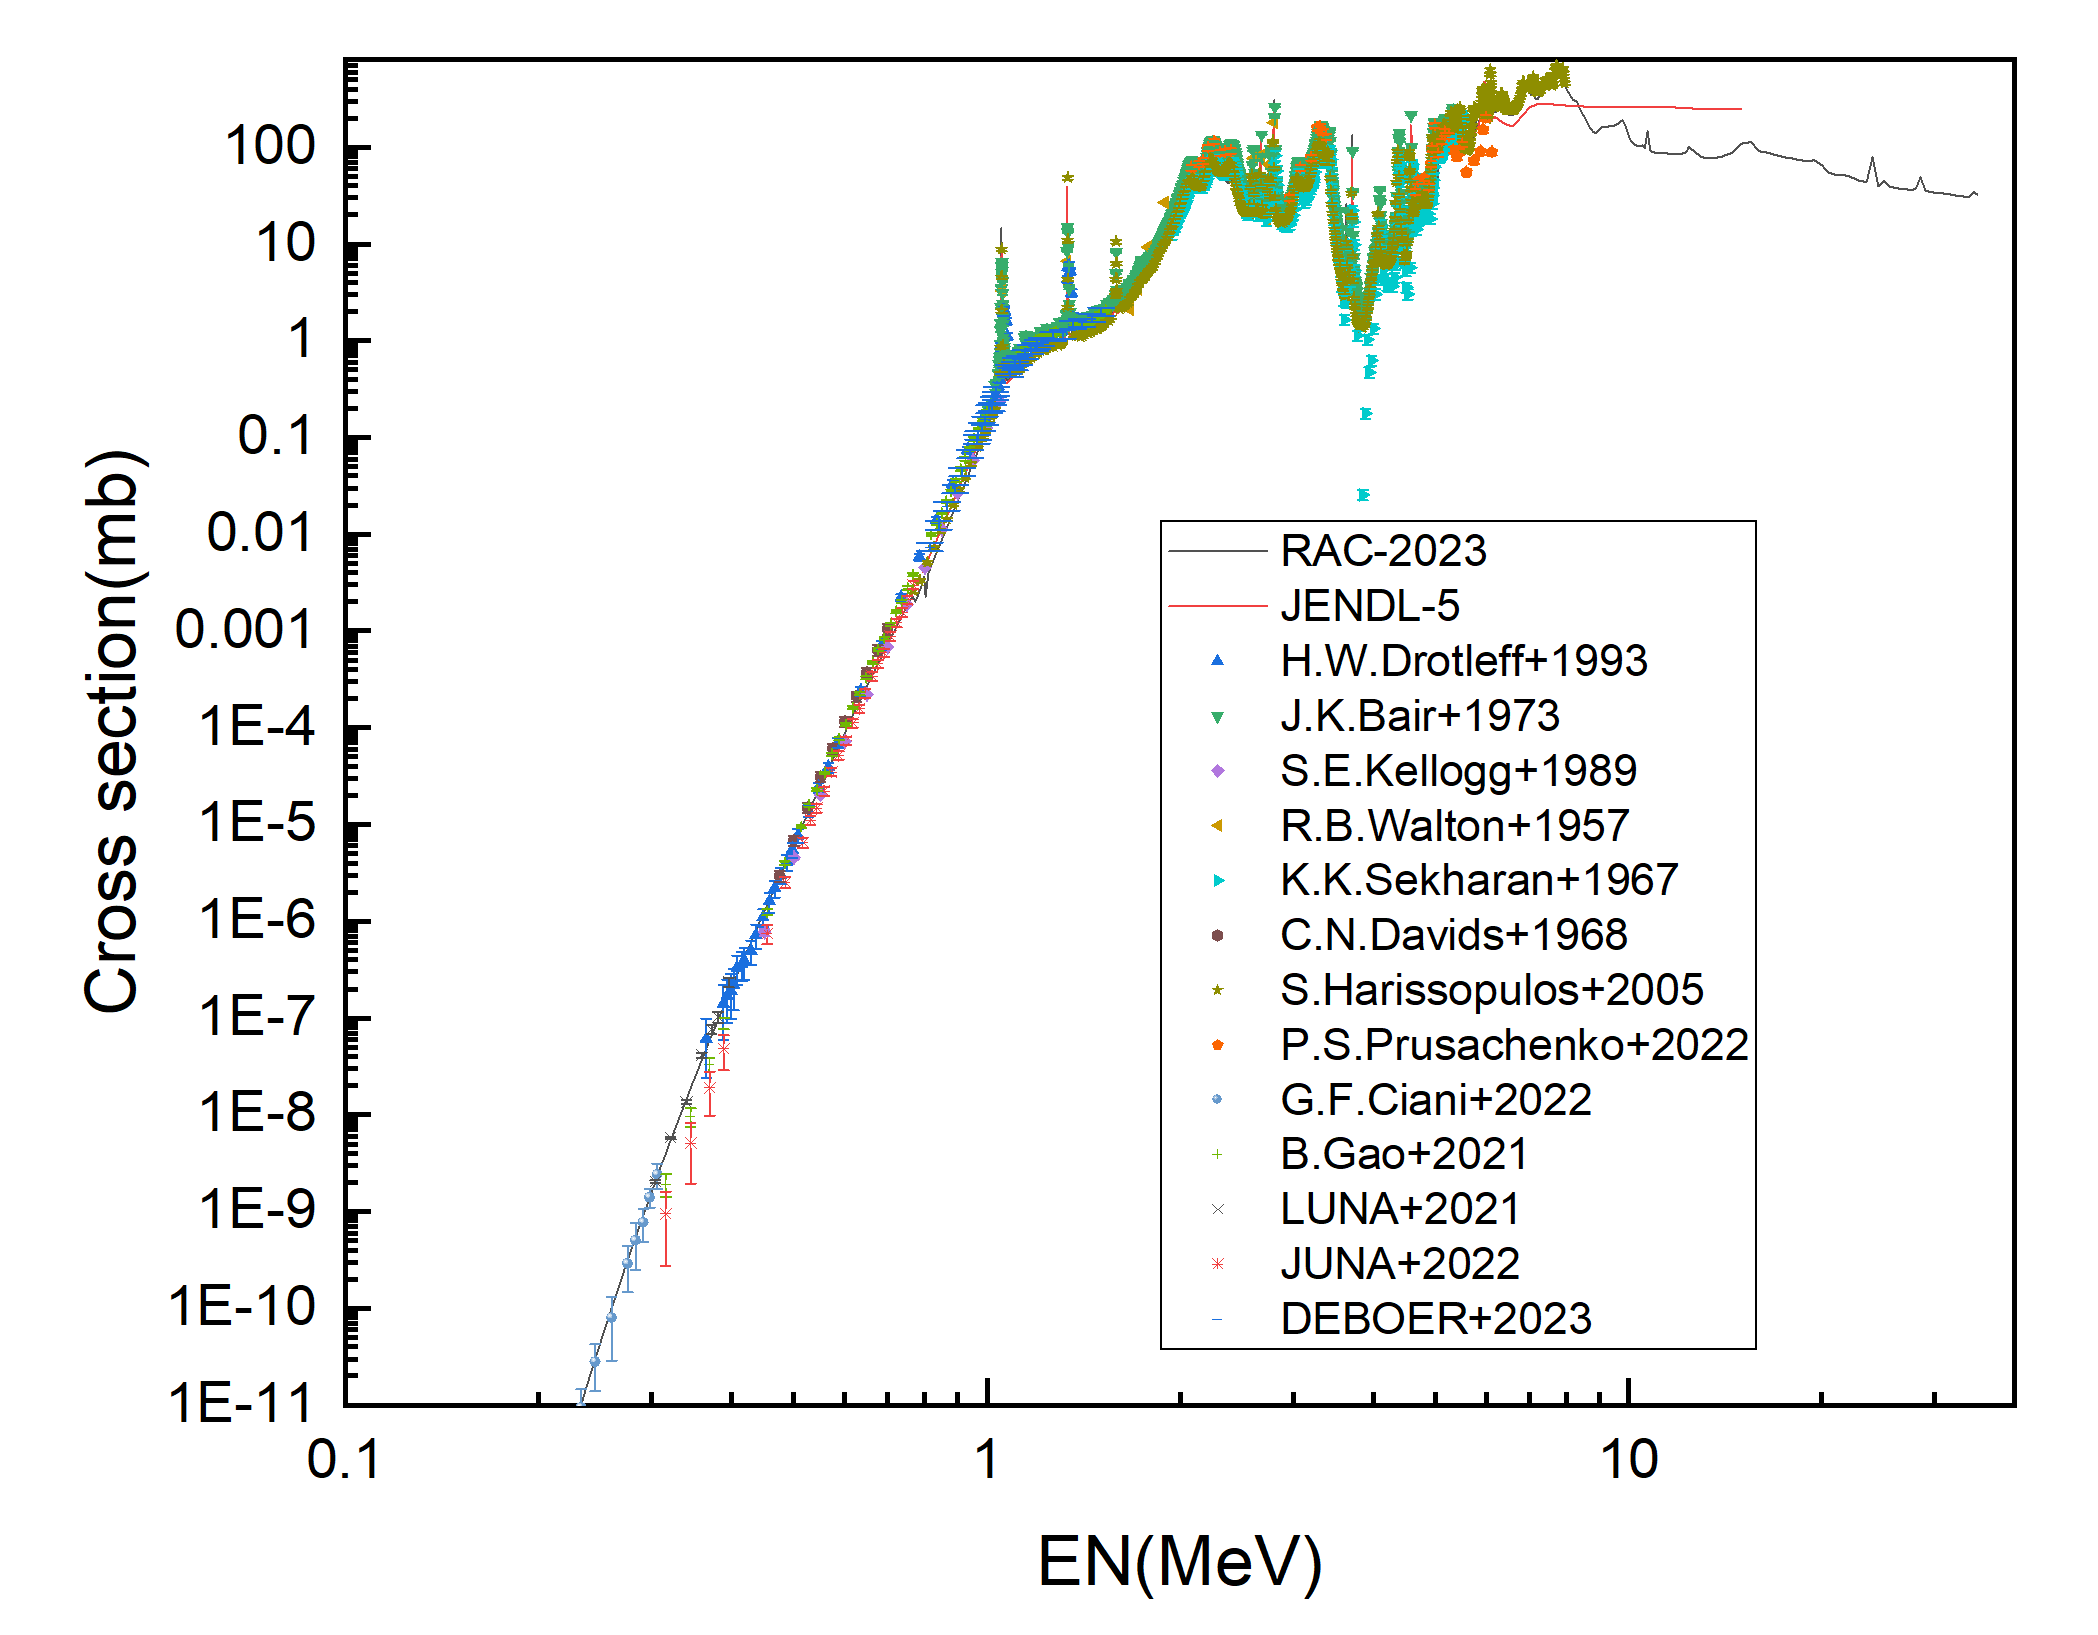 Cross section(mb)
100
10
1
0.1
0.01
0.001
1E-4
1E-5
1E-6
1E-7
1E-8
1E-9
1E-10
1E-11
0.1
1
10
EN(MeV)
RAC-2023
JENDL-5
H.W.Drotleff+1993
J.K.Bair+1973
S.E.Kellogg+1989
R.B.Walton+1957
K.K.Sekharan+1967
C.N.Davids+1968
S.Harissopulos+2005
P.S.Prusachenko+2022
G.F.Ciani+2022
B.Gao+2021
LUNA+2021
JUNA+2022
DEBOER+2023